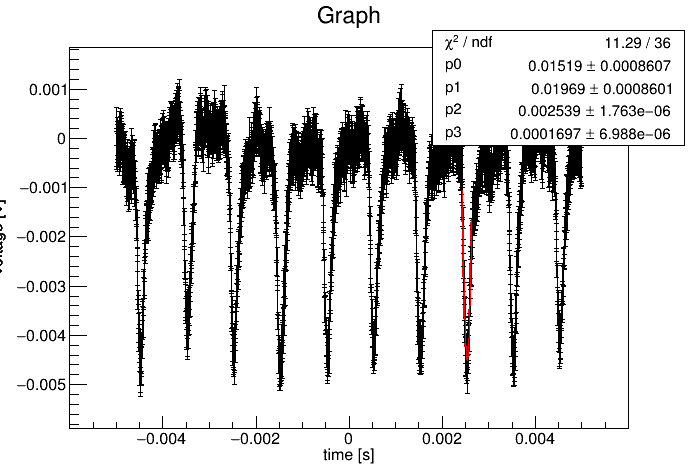 Graph
χ² / ndf 11.29 / 36
p0 0.01519 ± 0.0008607
p1 0.01969 ± 0.0008601
p2 0.002539 ± 1.763e−06
p3 0.0001697 ± 6.988e−06
0.001
0
−0.001
−0.002
−0.003
−0.004
−0.005
−0.004 −0.002 0 0.002 0.004
time [s]